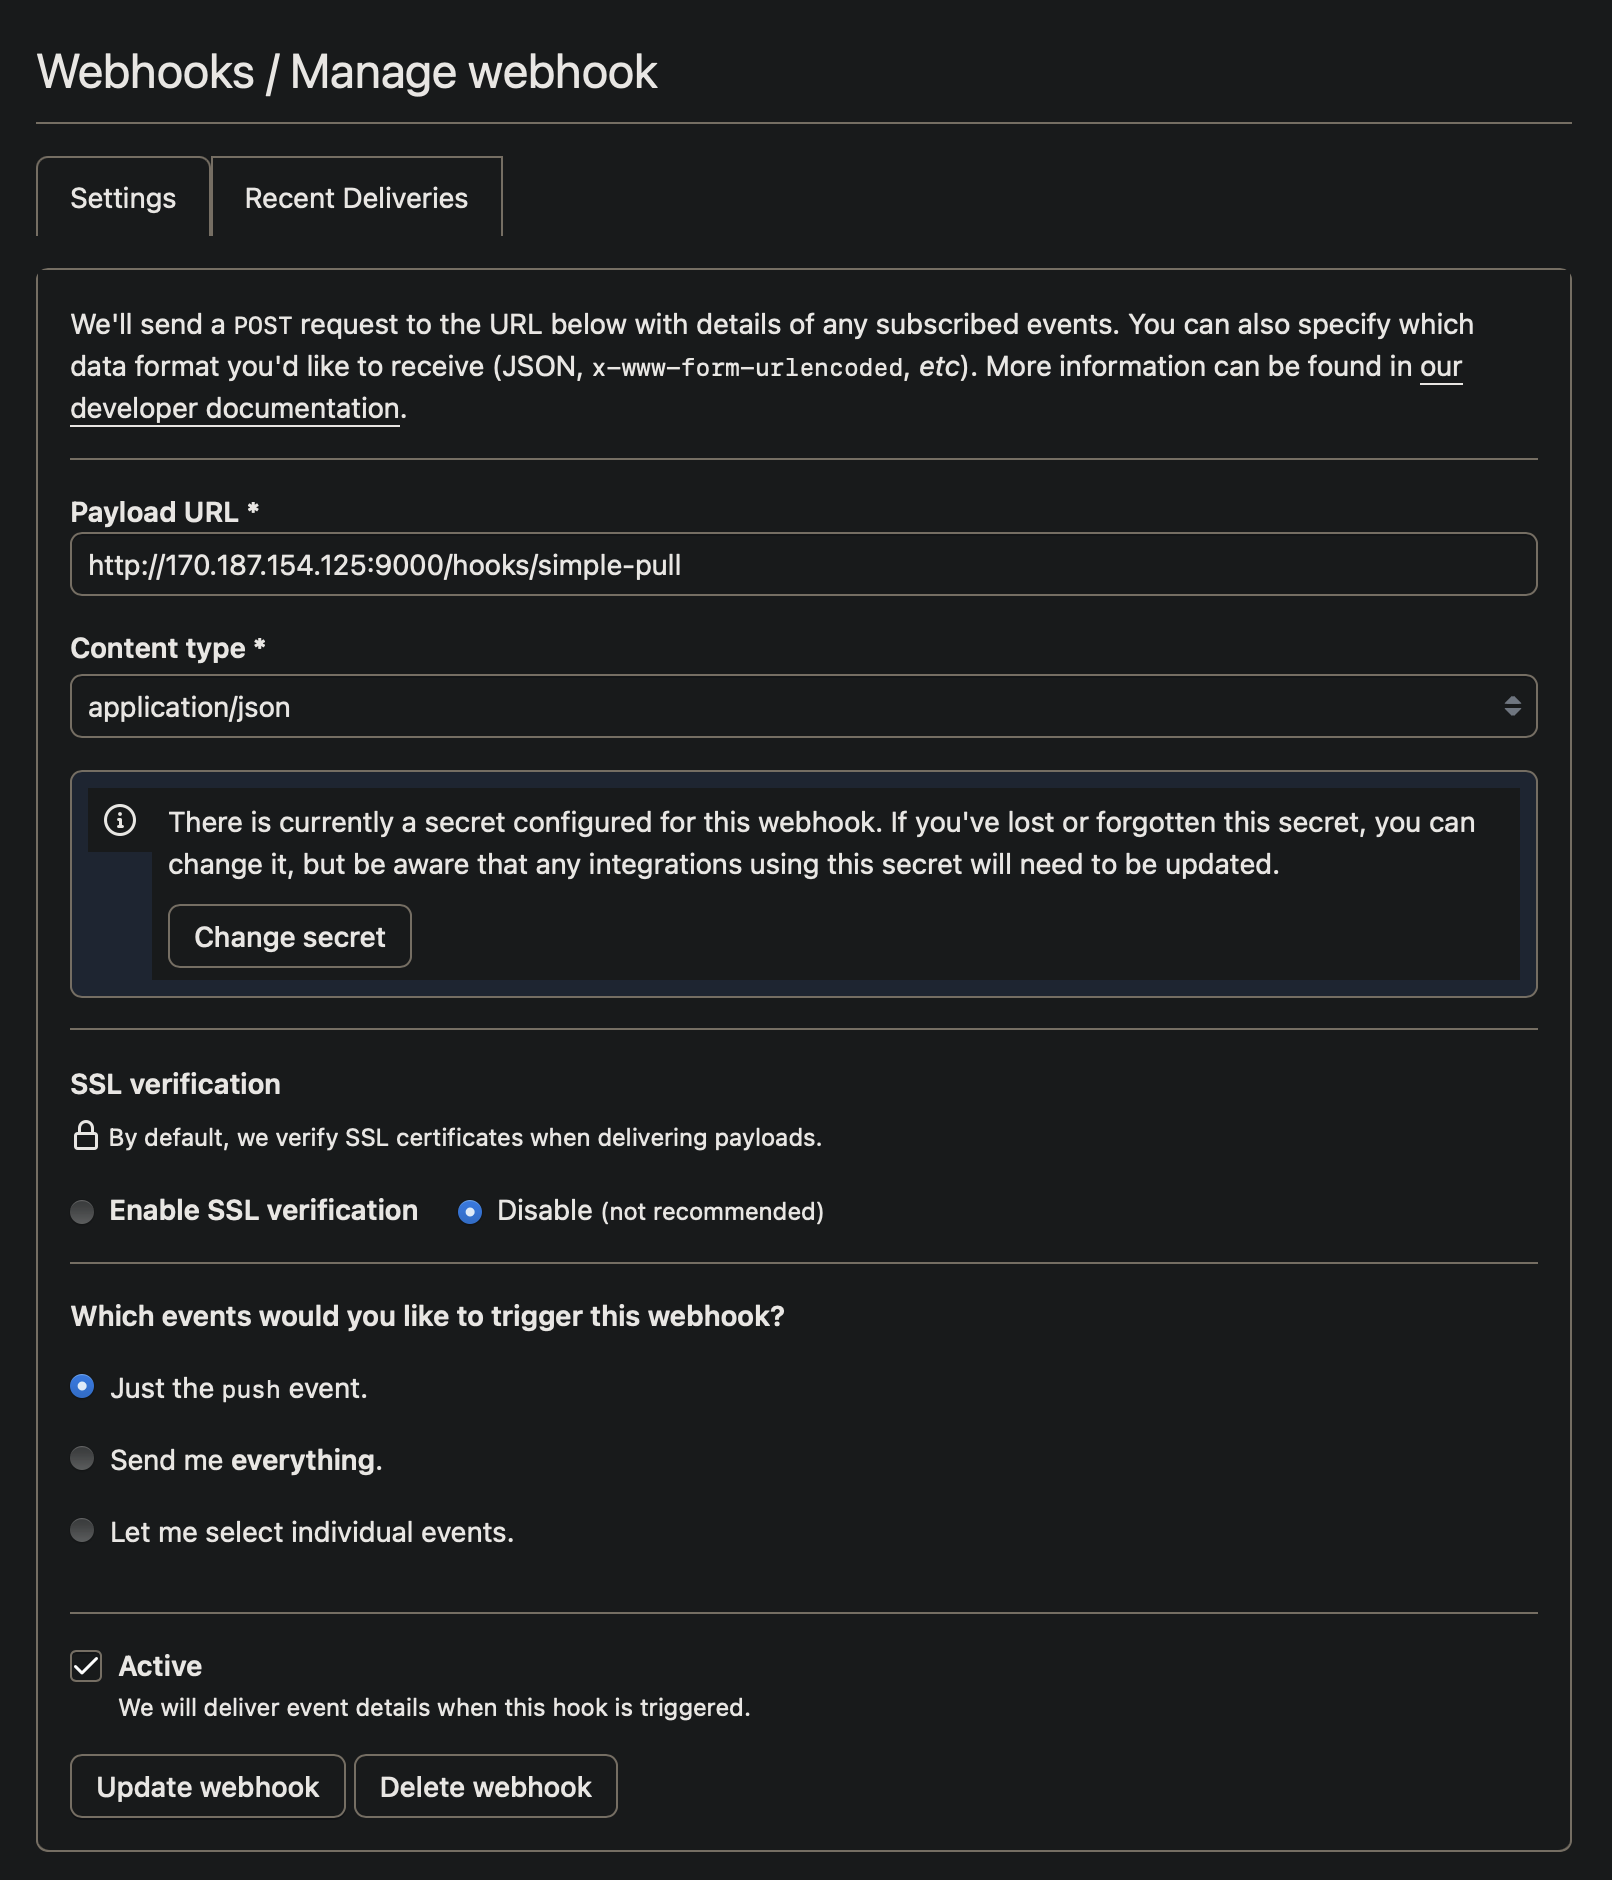 Webhooks / Manage webhook
Settings
Recent Deliveries
We'll send a POST request to the URL below with details of any subscribed events. You can also specify which
data format you'd like to receive (JSON, x-www-form-urlencoded, etc). More information can be found in our
developer documentation.
Payload URL *
http://170.187.154.125:9000/hooks/simple-pull
Content type *
application/json
There is currently a secret configured for this webhook. If you've lost or forgotten this secret, you can
change it, but be aware that any integrations using this secret will need to be updated.
Change secret
SSL verification
By default, we verify SSL certificates when delivering payloads.
Enable SSL verification
Disable (not recommended)
Which events would you like to trigger this webhook?
Just the push event.
Send me everything.
Let me select individual events.
Active
We will deliver event details when this hook is triggered.
Update webhook
Delete webhook